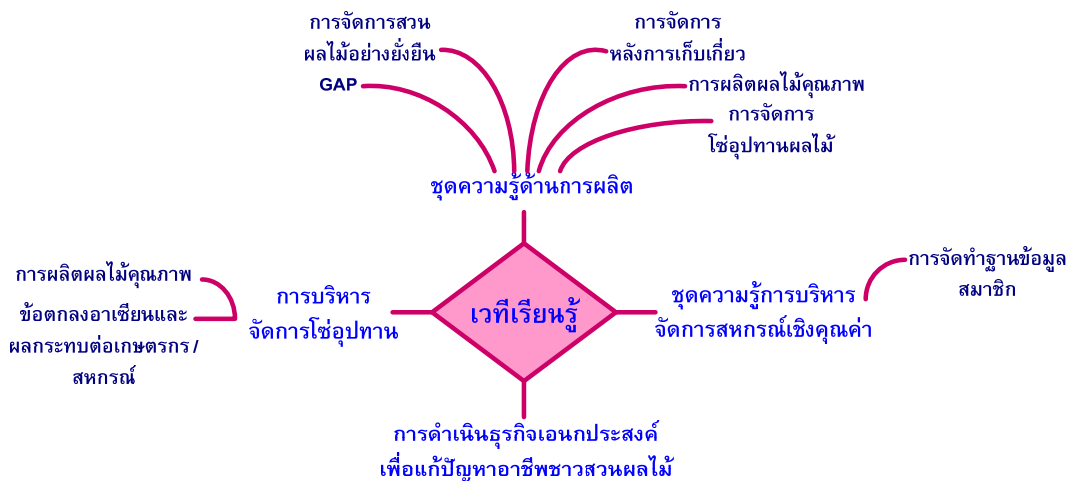 การจัดการสวน
ผลไม้อย่างยั่งยืน
GAP
การจัดการ
หลังการเก็บเกี่ยว
การผลิตผลไม้คุณภาพ
การจัดการ
โซ่อุปทานผลไม้
ชุดความรู้ด้านการผลิต
การผลิตผลไม้คุณภาพ
ข้อตกลงอาเซียนและ
ผลกระทบต่อเกษตรกร/
สหกรณ์
การบริหาร
จัดการโซ่อุปทาน
เวทีเรียนรู้
ชุดความรู้การบริหาร
จัดการสหกรณ์เชิงคุณค่า
การจัดทำฐานข้อมูล
สมาชิก
การดำเนินธุรกิจเอนกประสงค์
เพื่อแก้ปัญหาอาชีพชาวสวนผลไม้